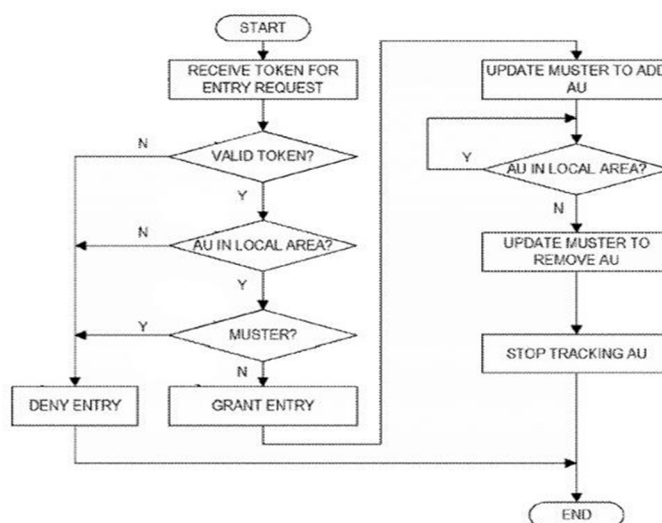 START
RECEIVE TOKEN FOR
ENTRY REQUEST
N
VALID TOKEN?
Y
N
AU IN LOCAL AREA?
Y
Y
MUSTER?
N
DENY ENTRY
GRANT ENTRY
UPDATE MUSTER TO ADD
AU
Y
AU IN LOCAL AREA?
N
UPDATE MUSTER TO
REMOVE AU
STOP TRACKING AU
END